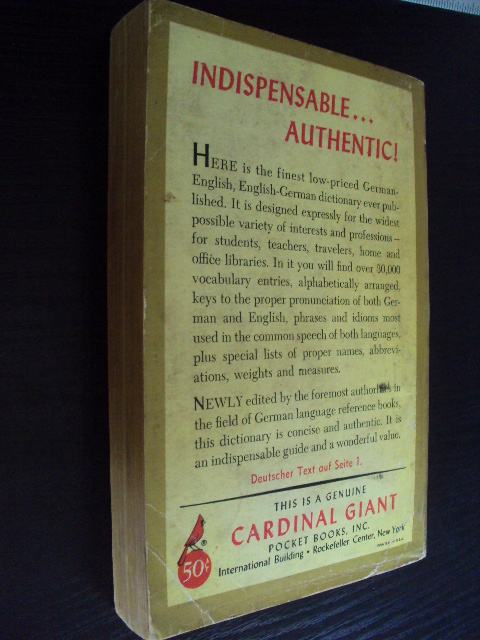 INDISPENSABLE...
AUTHENTIC!
HERE is the finest low-priced German-
English, English-German dictionary ever pub-
lished. It is designed expressly for the widest
possible variety of interests and professions—
for students, teachers, travelers, home and
office libraries. In it you will find over 30,000
vocabulary entries, alphabetically arranged,
keys to the proper pronunciation of both Ger-
man and English, phrases and idioms most
used in the common speech of both languages,
plus special lists of proper names, abbrevi-
ations, weights and measures.
NEWLY edited by the foremost in
the field of German language reference books,
this dictionary is concise and authentic. It is
an indispensable guide and a wonderful value.
Deutscher Text auf Seite 1.
THIS IS A GENUINE
CARDINAL GIANT
POCKET BOOKS, INC.
International Building • Rockefeller Center, New York
®
50¢